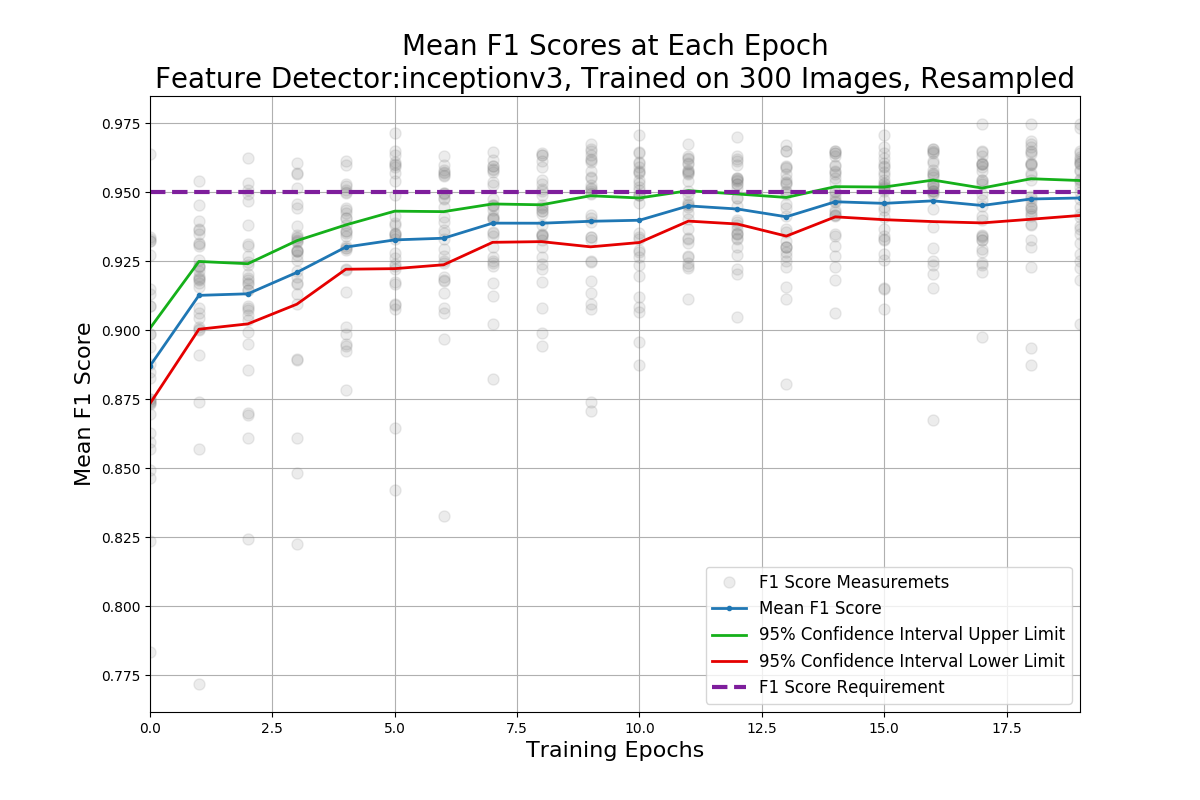 Mean F1 Scores at Each Epoch
Feature Detector:inceptionv3, Trained on 300 Images, Resampled
Mean F1 Score
0.975
0.950
0.925
0.900
0.875
0.850
0.825
0.800
0.775
F1 Score Measuremets
Mean F1 Score
95% Confidence Interval Upper Limit
95% Confidence Interval Lower Limit
F1 Score Requirement
0.0 2.5 5.0 7.5 10.0 12.5 15.0 17.5
Training Epochs